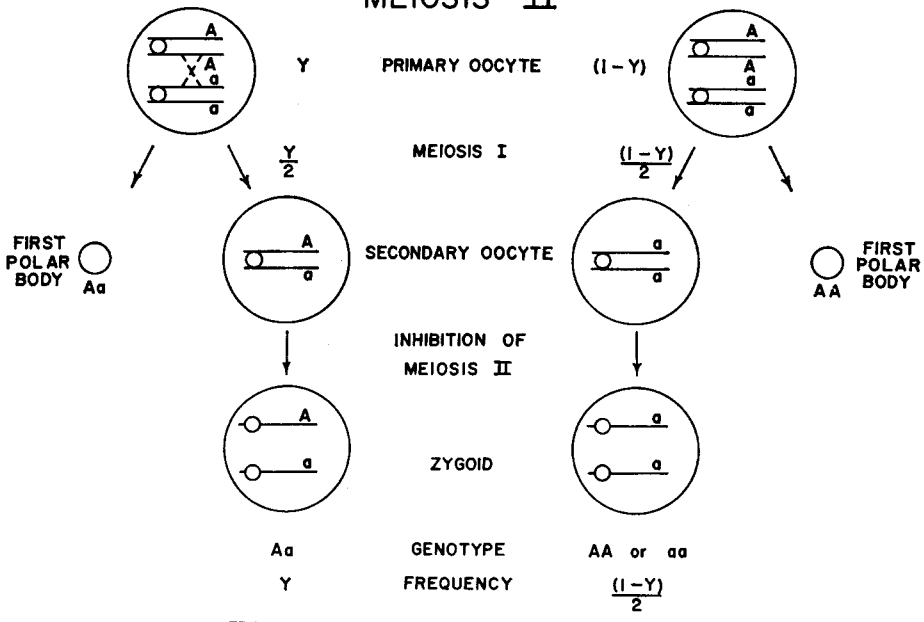 MEIOSIS II
A
A
a
a
Y
PRIMARY OOCYTE
(1-Y)
A
A
a
a
Y
2
MEIOSIS I
(1-Y)
2
FIRST
POLAR
BODY
Aa
A
a
SECONDARY OOCYTE
a
a
AA
FIRST
POLAR
BODY
INHIBITION OF
MEIOSIS II
A
a
ZYGOID
a
a
Aa
GENOTYPE
AA or aa
Y
FREQUENCY
(1-Y)
2